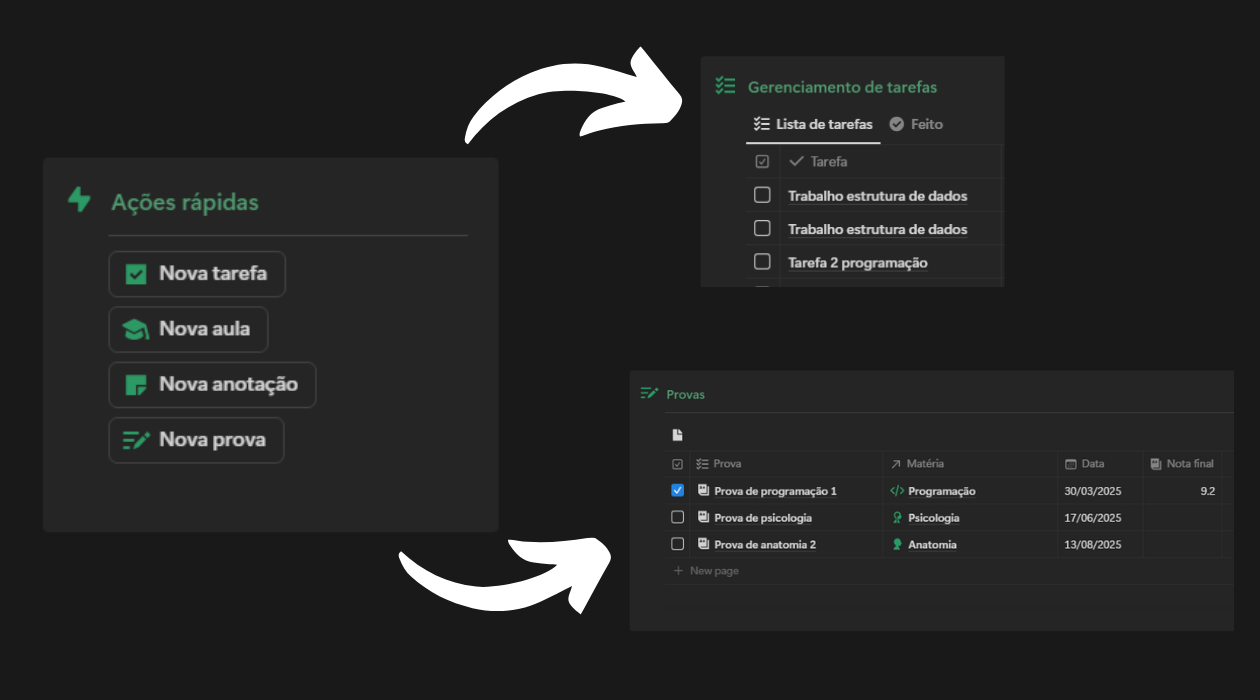 Ações rápidas
Nova tarefa
Nova aula
Nova anotação
Nova prova
Gerenciamento de tarefas
Lista de tarefas Feito
Tarefa
Trabalho estrutura de dados
Trabalho estrutura de dados
Tarefa 2 programação
Provas
Prova Matéria Data Nota final
Prova de programação 1 Programação 30/03/2025 9.2
Prova de psicologia Psicologia 17/06/2025
Prova de anatomia 2 Anatomia 13/08/2025
+ New page